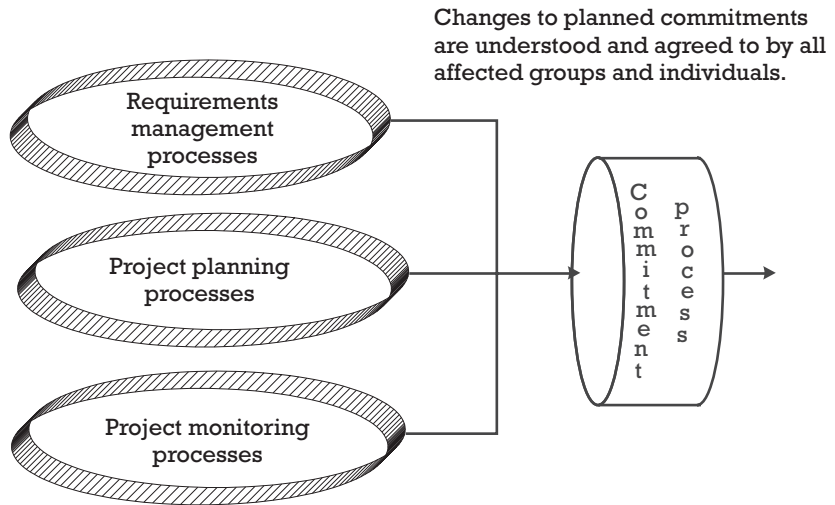 Changes to planned commitments
are understood and agreed to by all
affected groups and individuals.
Requirements
management
processes
Project planning
processes
Project monitoring
processes
Commitment
process